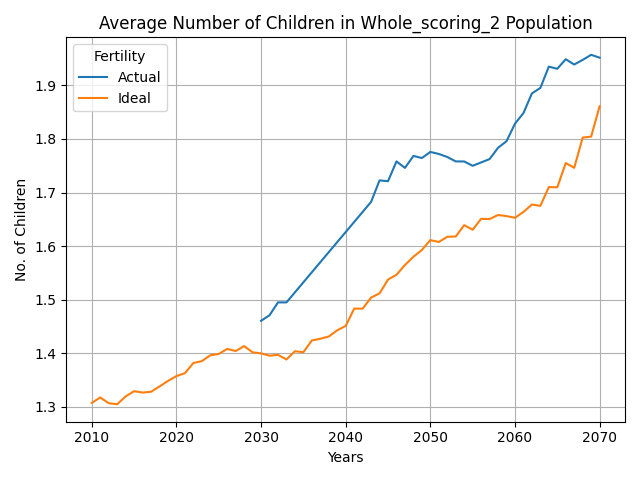 Average Number of Children in Whole_scoring_2 Population
Fertility
Actual
Ideal
No. of Children
1.9
1.8
1.7
1.6
1.5
1.4
1.3
2010 2020 2030 2040 2050 2060 2070
Years